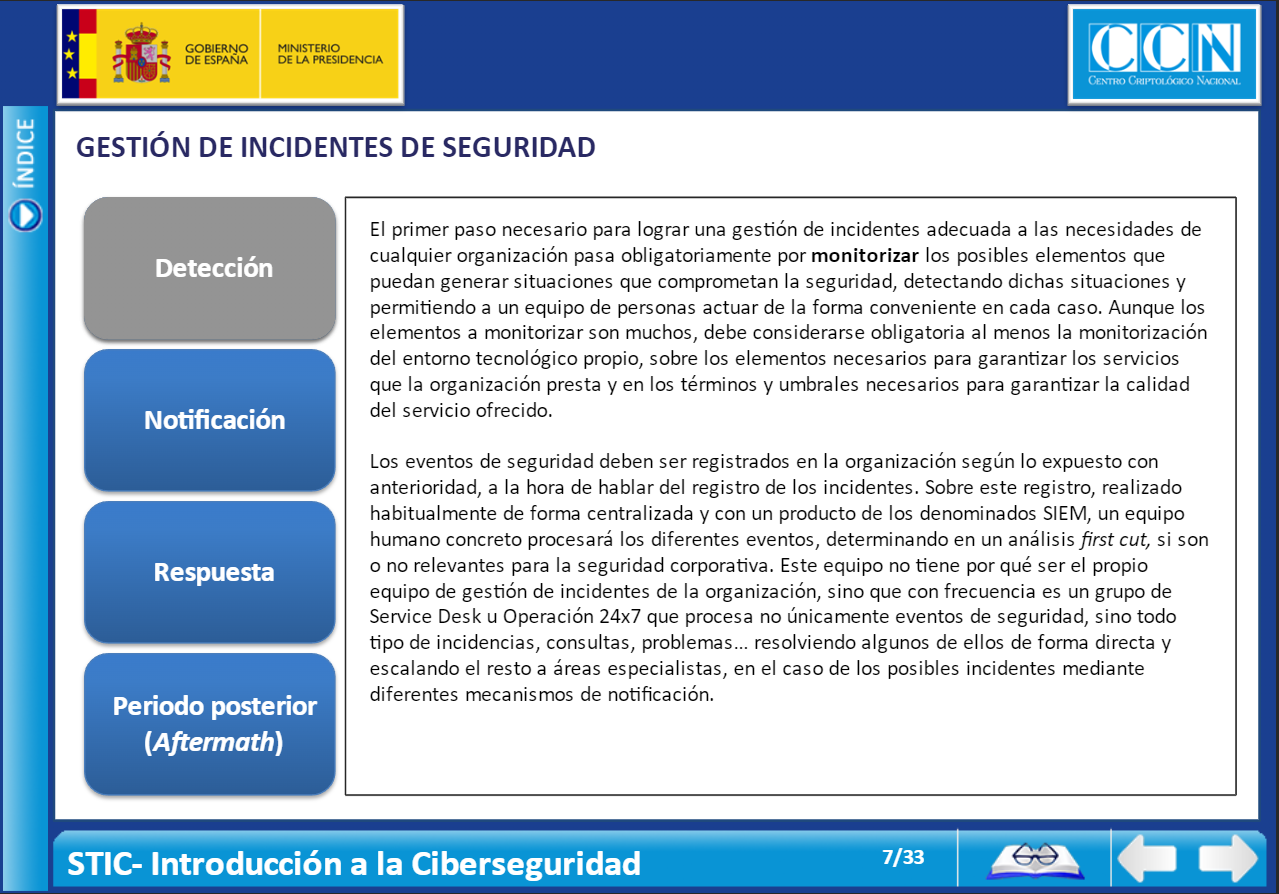 GOBIERNO
DE ESPAÑA
MINISTERIO
DE LA PRESIDENCIA
CCN
CENTRO CRIPTOLÓGICO NACIONAL
ÍNDICE
GESTIÓN DE INCIDENTES DE SEGURIDAD
Detección
Notificación
Respuesta
Periodo posterior
(Aftermath)
El primer paso necesario para lograr una gestión de incidentes adecuada a las necesidades de
cualquier organización pasa obligatoriamente por monitorizar los posibles elementos que
puedan generar situaciones que comprometan la seguridad, detectando dichas situaciones y
permitiendo a un equipo de personas actuar de la forma conveniente en cada caso. Aunque los
elementos a monitorizar son muchos, debe considerarse obligatoria al menos la monitorización
del entorno tecnológico propio, sobre los elementos necesarios para garantizar los servicios
que la organización presta y en los términos y umbrales necesarios para garantizar la calidad
del servicio ofrecido.
Los eventos de seguridad deben ser registrados en la organización según lo expuesto con
anterioridad, a la hora de hablar del registro de los incidentes. Sobre este registro, realizado
habitualmente de forma centralizada y con un producto de los denominados SIEM, un equipo
humano concreto procesará los diferentes eventos, determinando en un análisis first cut, si son
o no relevantes para la seguridad corporativa. Este equipo no tiene por qué ser el propio
equipo de gestión de incidentes de la organización, sino que con frecuencia es un grupo de
Service Desk u Operación 24x7 que procesa no únicamente eventos de seguridad, sino todo
tipo de incidencias, consultas, problemas... resolviendo algunos de ellos de forma directa y
escalando el resto a áreas especialistas, en el caso de los posibles incidentes mediante
diferentes mecanismos de notificación.
STIC- Introducción a la Ciberseguridad
7/33